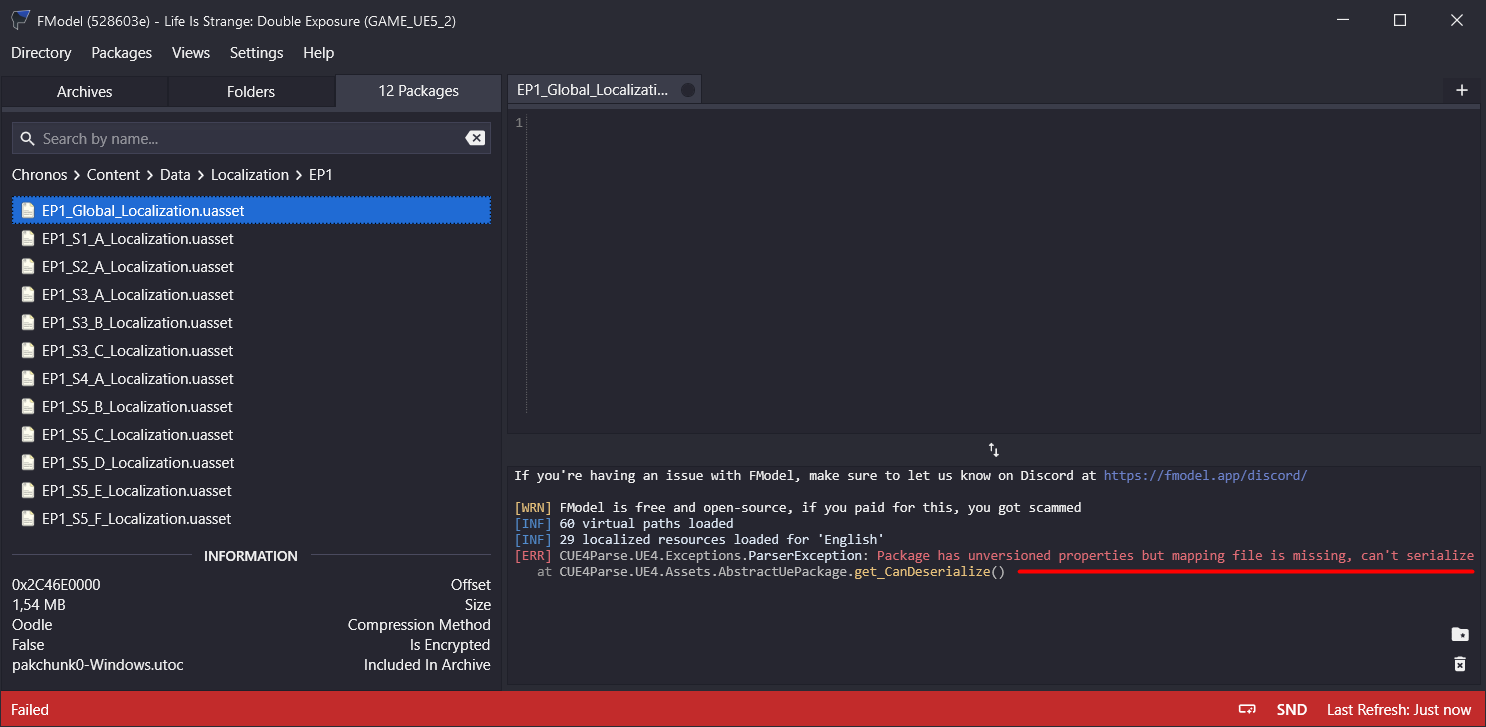 FModel (528603e) - Life Is Strange: Double Exposure (GAME_UE5_2)
Directory Packages Views Settings Help
Archives Folders 12 Packages
Search by name...
Chronos > Content > Data > Localization > EP1
EP1_Global_Localization.uasset
EP1_S1_A_Localization.uasset
EP1_S2_A_Localization.uasset
EP1_S3_A_Localization.uasset
EP1_S3_B_Localization.uasset
EP1_S3_C_Localization.uasset
EP1_S4_A_Localization.uasset
EP1_S5_B_Localization.uasset
EP1_S5_C_Localization.uasset
EP1_S5_D_Localization.uasset
EP1_S5_E_Localization.uasset
EP1_S5_F_Localization.uasset
INFORMATION
0x2C46E0000 Offset
1,54 MB Size
Oodle Compression Method
False Is Encrypted
pakchunk0-Windows.utoc Included In Archive
EP1_Global_Localizati...
1
If you're having an issue with FModel, make sure to let us know on Discord at https://fmodel.app/discord/
[WRN] FModel is free and open-source, if you paid for this, you got scammed
[INF] 60 virtual paths loaded
[INF] 29 localized resources loaded for 'English'
[ERR] CUE4Parse.UE4.Exceptions.ParserException: Package has unversioned properties but mapping file is missing, can't serialize
at CUE4Parse.UE4.Assets.AbstractUePackage.get_CanDeserialize()
Failed SND Last Refresh: Just now